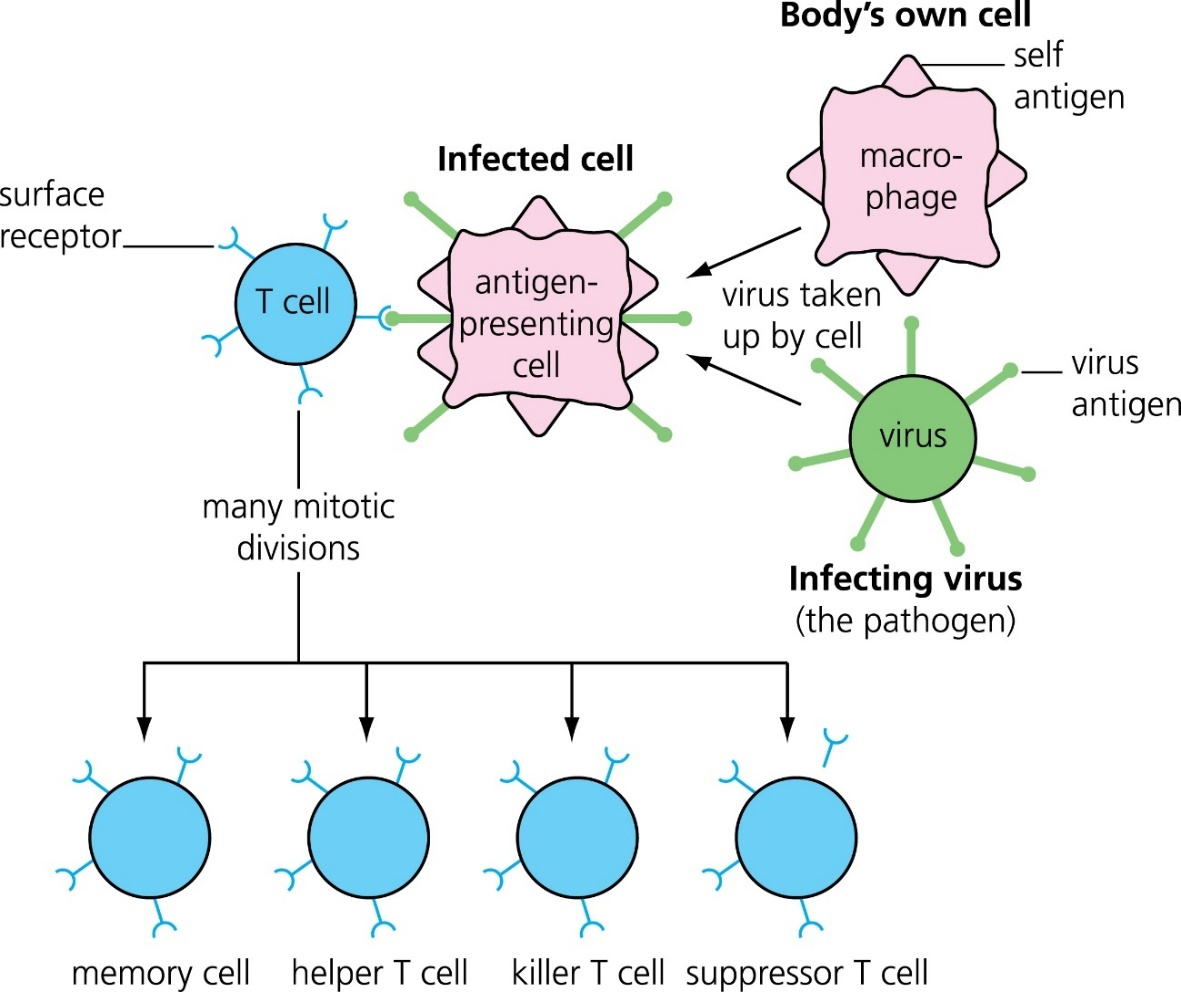 Body's own cell
self
antigen
macro-
phage
Infected cell
surface
receptor
T cell
antigen-
presenting
cell
virus taken
up by cell
virus
antigen
virus
many mitotic
divisions
Infecting virus
(the pathogen)
memory cell
helper T cell
killer T cell
suppressor T cell